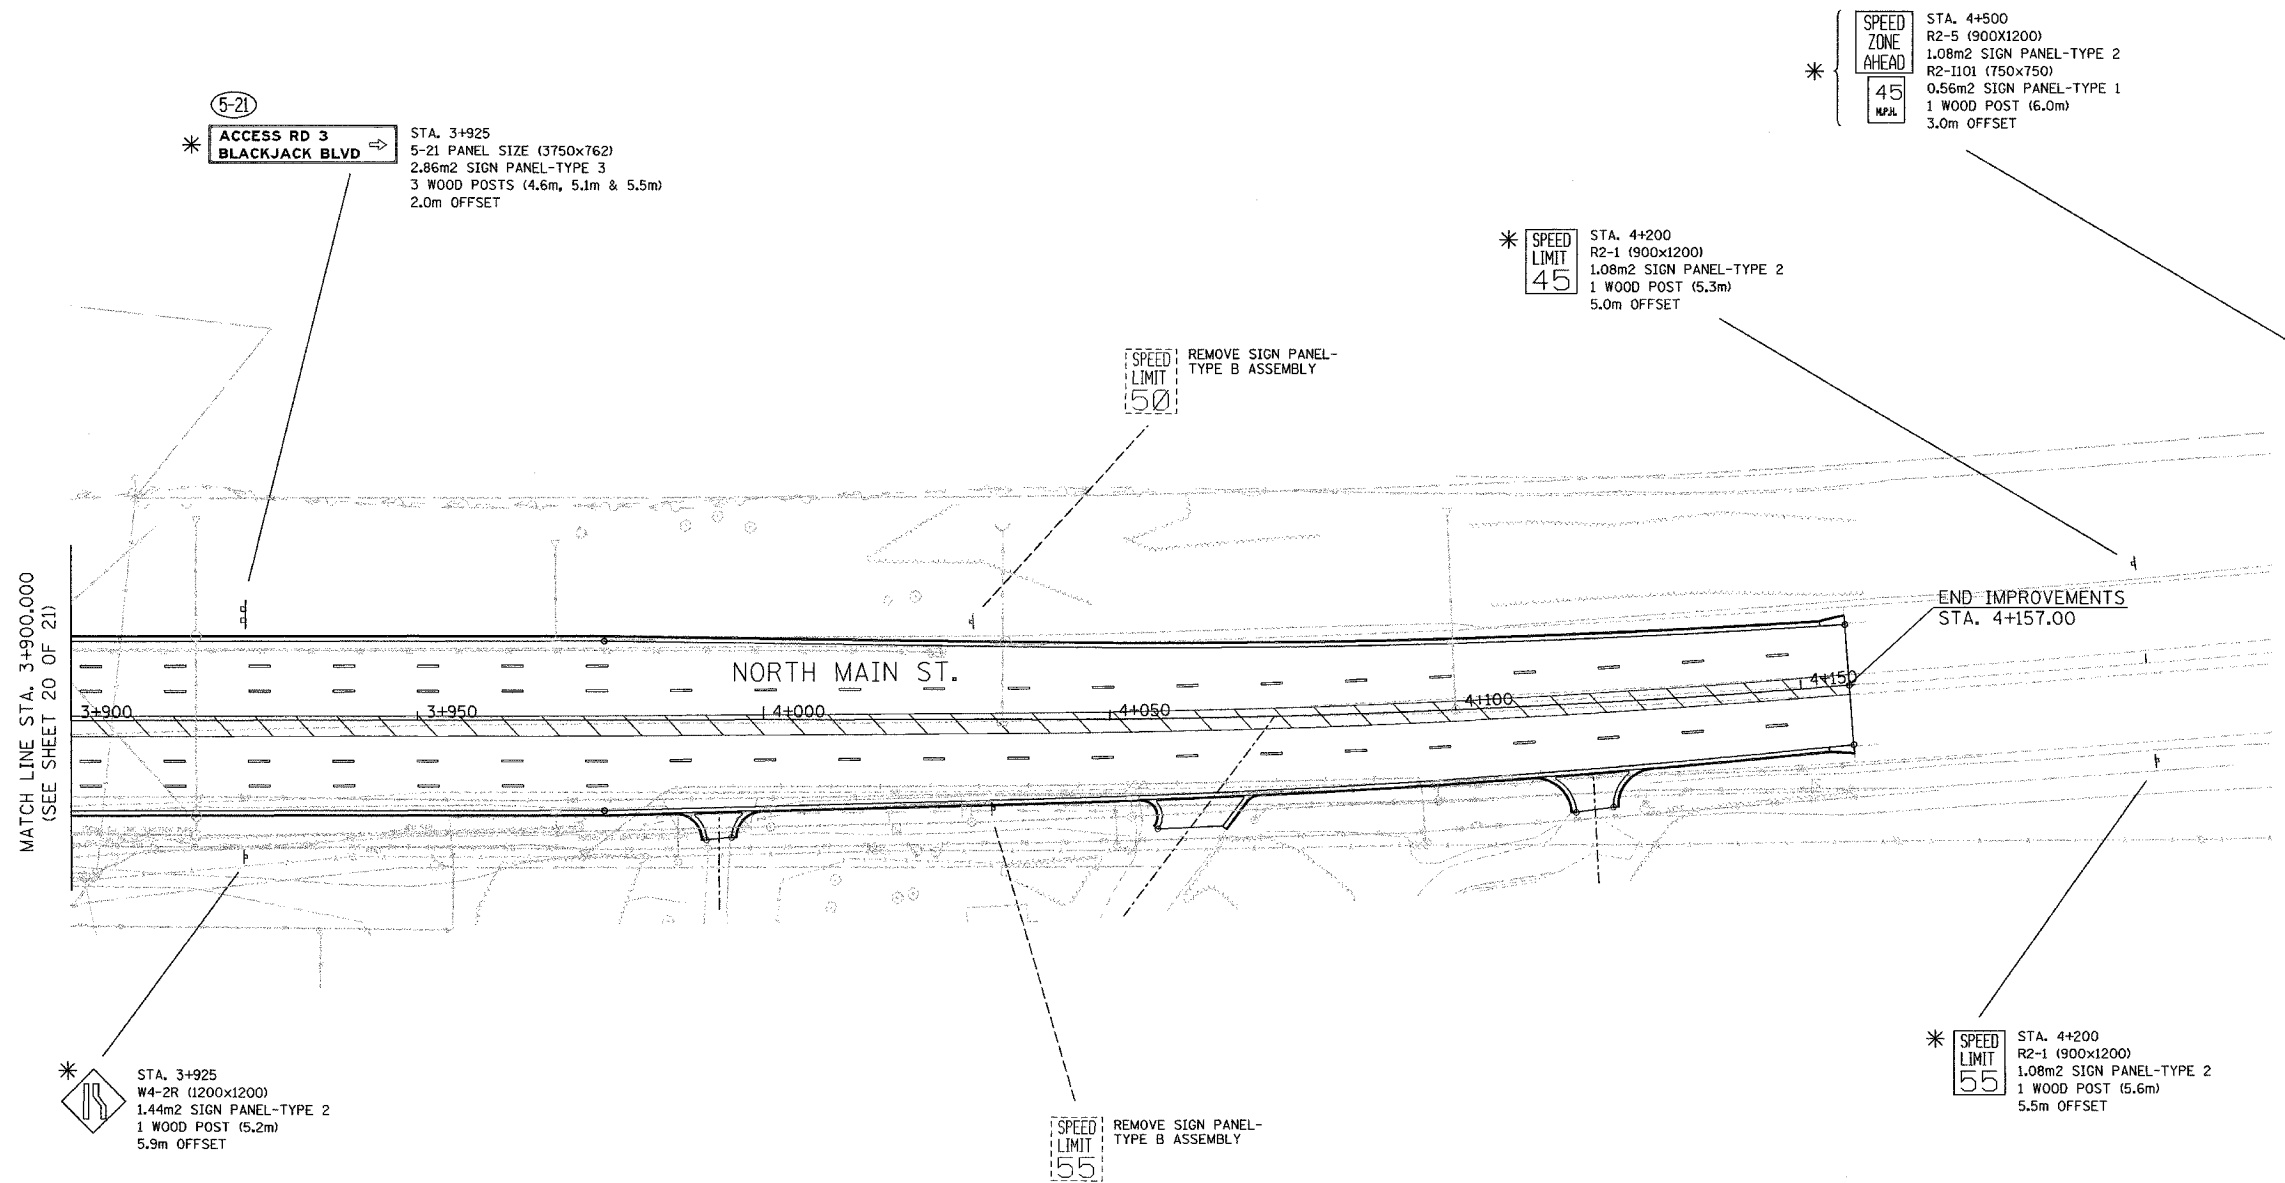 SPEED
ZONE
AHEAD
45
M.P.H.
STA. 4+500
R2-5 (900X1200)
1.08m2 SIGN PANEL-TYPE 2
R2-I101 (750x750)
0.56m2 SIGN PANEL-TYPE 1
1 WOOD POST (6.0m)
3.0m OFFSET
5-21
ACCESS RD 3
BLACKJACK BLVD
STA. 3+925
5-21 PANEL SIZE (3750x762)
2.86m2 SIGN PANEL-TYPE 3
3 WOOD POSTS (4.6m, 5.1m & 5.5m)
2.0m OFFSET
SPEED
LIMIT
45
STA. 4+200
R2-1 (900x1200)
1.08m2 SIGN PANEL-TYPE 2
1 WOOD POST (5.3m)
5.0m OFFSET
SPEED
LIMIT
50
REMOVE SIGN PANEL-
TYPE B ASSEMBLY
MATCH LINE STA. 3+900.000
(SEE SHEET 20 OF 21)
END IMPROVEMENTS
STA. 4+157.00
NORTH MAIN ST.
3+900
3+950
4+000
4+050
4+100
4+150
STA. 3+925
W4-2R (1200x1200)
1.44m2 SIGN PANEL-TYPE 2
1 WOOD POST (5.2m)
5.9m OFFSET
SPEED
LIMIT
55
REMOVE SIGN PANEL-
TYPE B ASSEMBLY
SPEED
LIMIT
55
STA. 4+200
R2-1 (900x1200)
1.08m2 SIGN PANEL-TYPE 2
1 WOOD POST (5.6m)
5.5m OFFSET